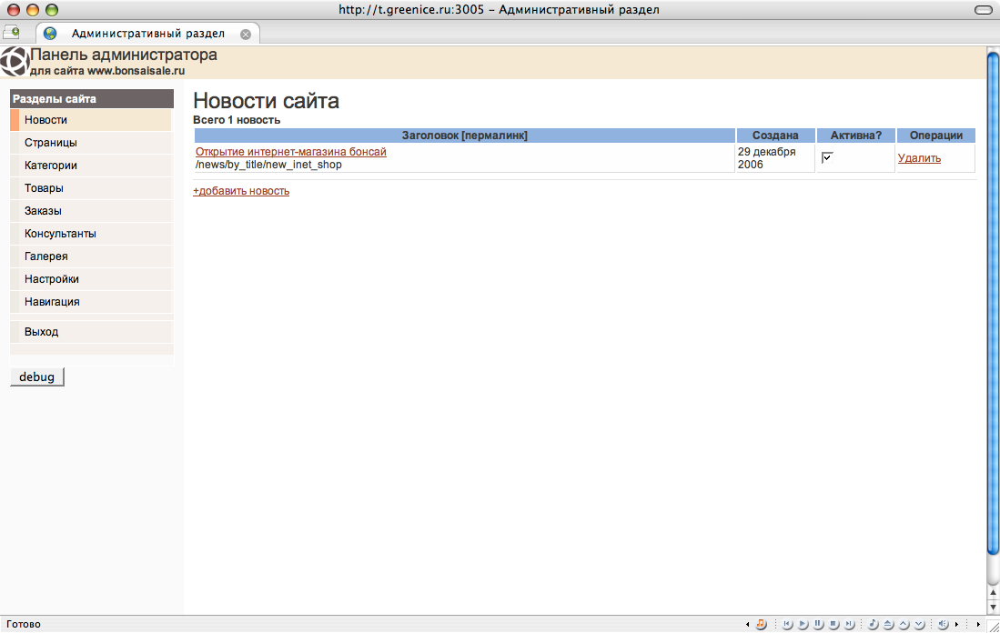 http://t.greenice.ru:3005 – Административный раздел
Административный раздел
Панель администратора
для сайта www.bonsaisale.ru
Разделы сайта
Новости
Страницы
Категории
Товары
Заказы
Консультанты
Галерея
Настройки
Навигация
Выход
debug
Новости сайта
Всего 1 новость
Заголовок [пермалинк] Создана Активна? Операции
Открытие интернет-магазина бонсай 29 декабря
/news/by_title/new_inet_shop 2006 Удалить
+добавить новость
Готово